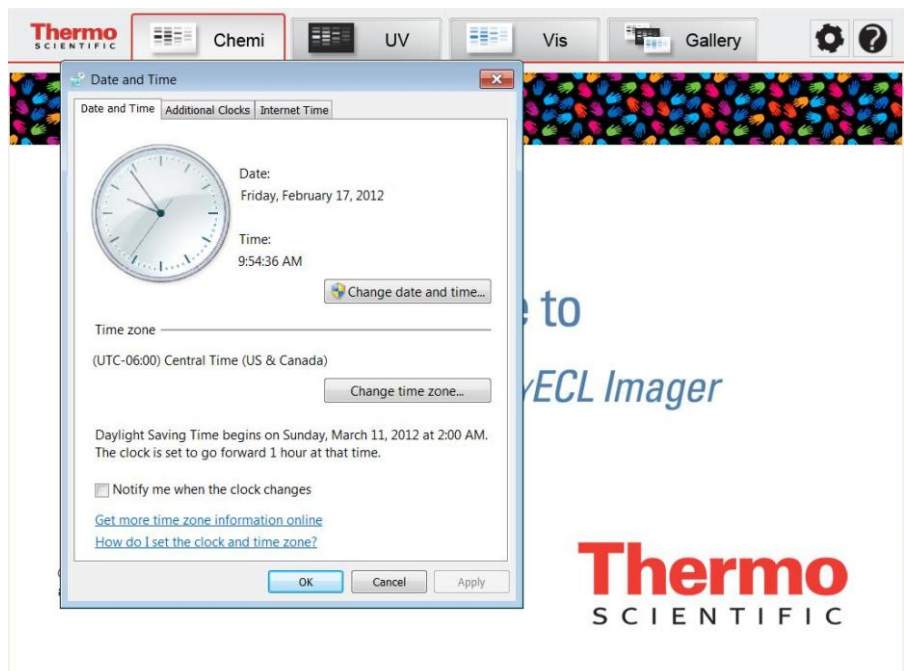 Thermo
SCIENTIFIC
Chemi
UV
Vis
Gallery
Date and Time
Date and Time
Additional Clocks
Internet Time
Date:
Friday, February 17, 2012
Time:
9:54:36 AM
Change date and time...
Time zone
(UTC-06:00) Central Time (US & Canada)
Change time zone...
Daylight Saving Time begins on Sunday, March 11, 2012 at 2:00 AM.
The clock is set to go forward 1 hour at that time.
Notify me when the clock changes
Get more time zone information online
How do I set the clock and time zone?
OK
Cancel
Apply
to
ECL Imager
Thermo
SCIENTIFIC